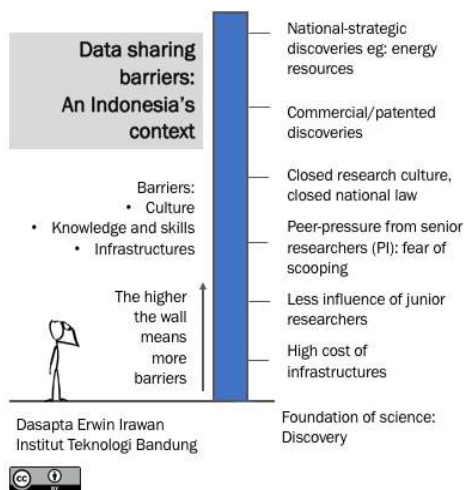 Data sharing
barriers:
An Indonesia's
context
Barriers:
• Culture
• Knowledge and skills
• Infrastructures
The higher
the wall
means
more
barriers
National-strategic
discoveries eg: energy
resources
Commercial/patented
discoveries
Closed research culture,
closed national law
Peer-pressure from senior
researchers (PI): fear of
scooping
Less influence of junior
researchers
High cost of
infrastructures
Foundation of science:
Discovery
Dasapta Erwin Irawan
Institut Teknologi Bandung
cc
BY